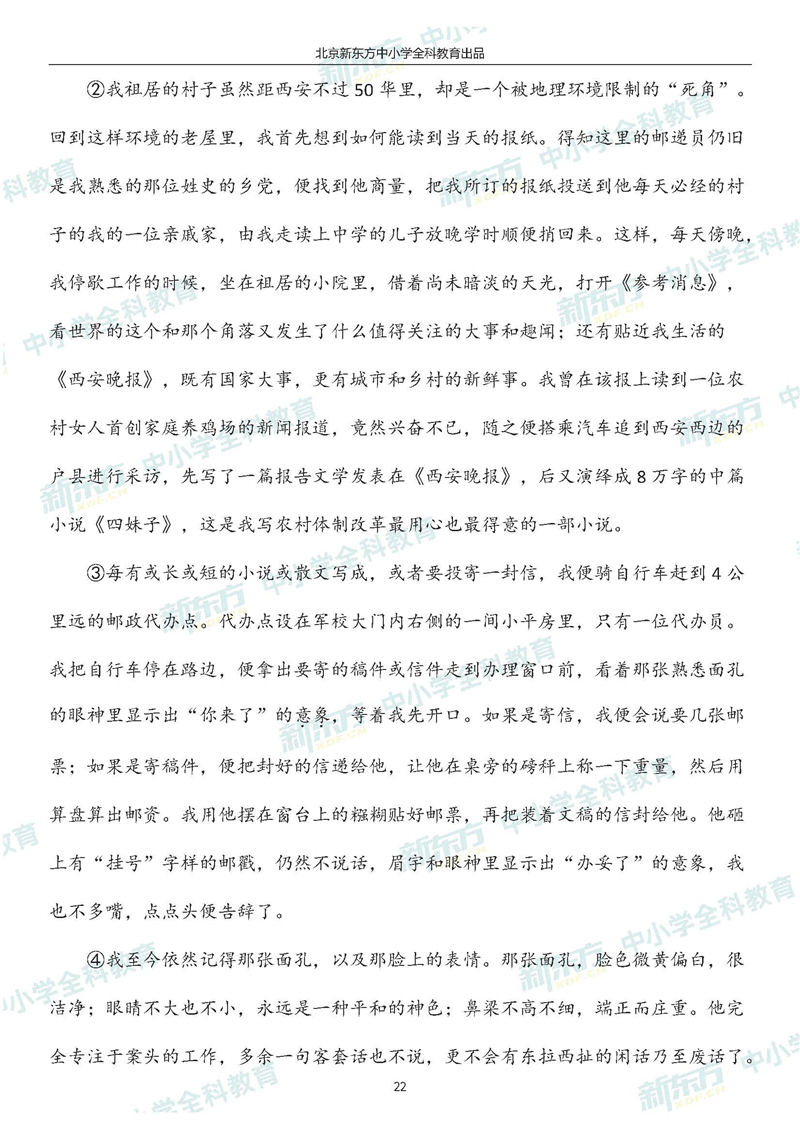 北京新东方中小学全科教育出品
②我祖居的村子虽然距西安不过 50 华里，却是一个被地理环境限制的“死角”。
回到这样环境的老屋里，我首先想到如何能读到当天的报纸。得知这里的邮递员仍旧
是我熟悉的那位姓史的乡党，便找到他商量，把我所订的报纸投送到他每天必经的村
子的我的一位亲戚家，由我走读上中学的儿子放晚学时顺便捎回来。这样，每天傍晚，
我停歇工作的时候，坐在祖居的小院里，借着尚未暗淡的天光，打开《参考消息》，
看世界的这个和那个角落又发生了什么值得关注的大事和趣闻；还有贴近我生活的
《西安晚报》，既有国家大事，更有城市和乡村的新鲜事。我曾在该报上读到一位农
村女人首创家庭养鸡场的新闻报道，竟然兴奋不已，随之便搭乘汽车追到西安西边的
户县进行采访，先写了一篇报告文学发表在《西安晚报》，后又演绎成 8 万字的中篇
小说《四妹子》，这是我写农村体制改革最用心也最得意的一部小说。
③每有或长或短的小说或散文写成，或者要投寄一封信，我便骑自行车赶到 4 公
里远的邮政代办点。代办点设在军校大门内右侧的一间小平房里，只有一位代办员。
我把自行车停在路边，便拿出要寄的稿件或信件走到办理窗口前，看着那张熟悉面孔
的眼神里显示出“你来了”的意象，等着我先开口。如果是寄信，我便会说要几张邮
票；如果是寄稿件，便把封好的信递给他，让他在桌旁的磅秤上称一下重量，然后用
算盘算出邮资。我用他摆在窗台上的糨糊贴好邮票，再把装着文稿的信封给他。他砸
上有“挂号”字样的邮戳，仍然不说话，眉宇和眼神里显示出“办妥了”的意象，我
也不多嘴，点点头便告辞了。
④我至今依然记得那张面孔，以及那脸上的表情。那张面孔，脸色微黄偏白，很
洁净；眼睛不大也不小，永远是一种平和的神色；鼻梁不高不细，端正而庄重。他完
全专注于案头的工作，多余一句客套话也不说，更不会有东拉西扯的闲话乃至废话了。
22